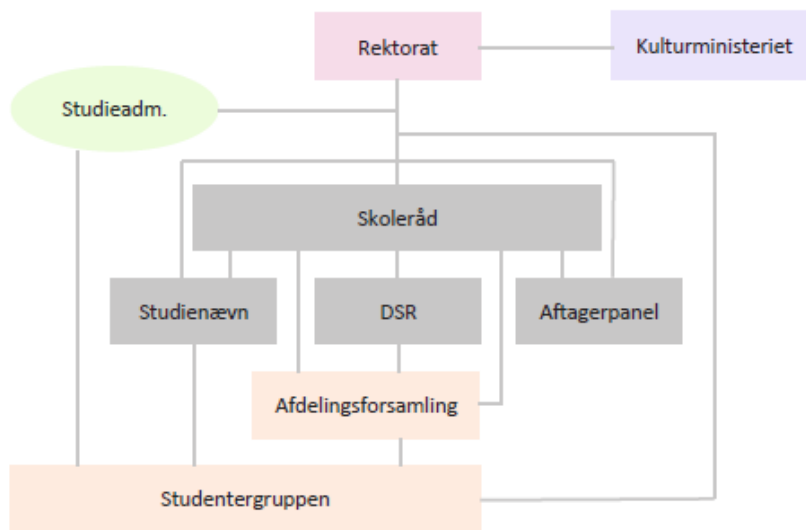 Rektorat
Kulturministeriet
Studieadm.
Skoleråd
Studienævn
DSR
Aftagerpanel
Afdelingsforsamling
Studentergruppen